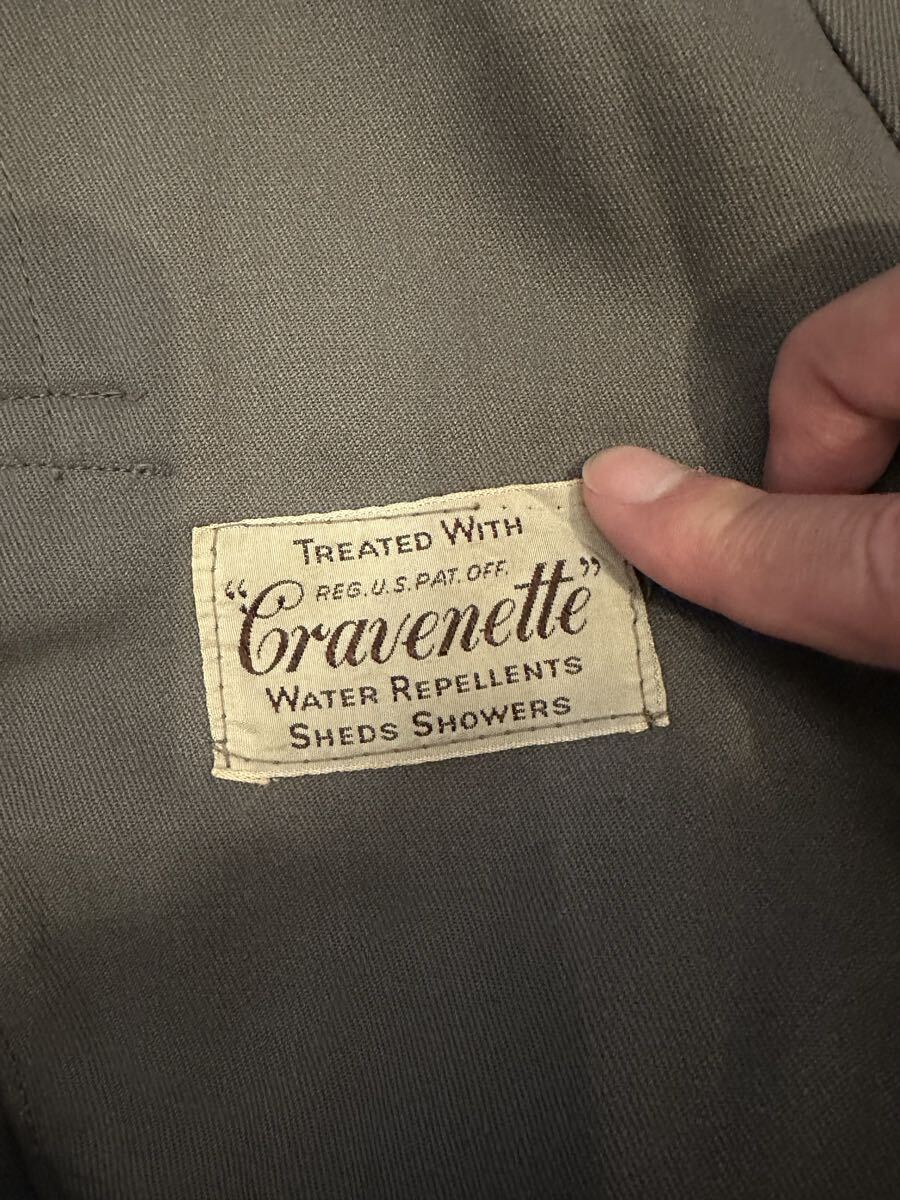 TREATED WITH
REG. U.S. PAT. OFF.
"Cravenette"
WATER REPELLENTS
SHEDS SHOWERS